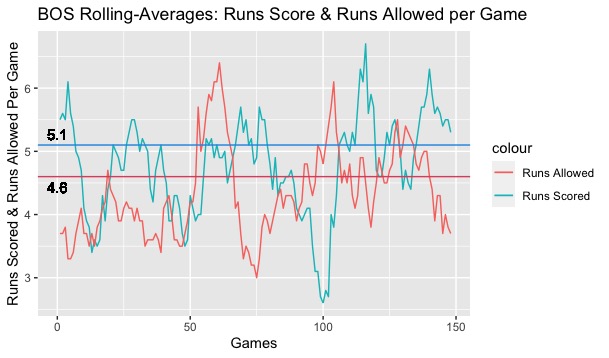 BOS Rolling-Averages: Runs Score & Runs Allowed per Game
Runs Scored & Runs Allowed Per Game
6
5
4
3
5.1
4.6
0
50
100
150
Games
colour
Runs Allowed
Runs Scored